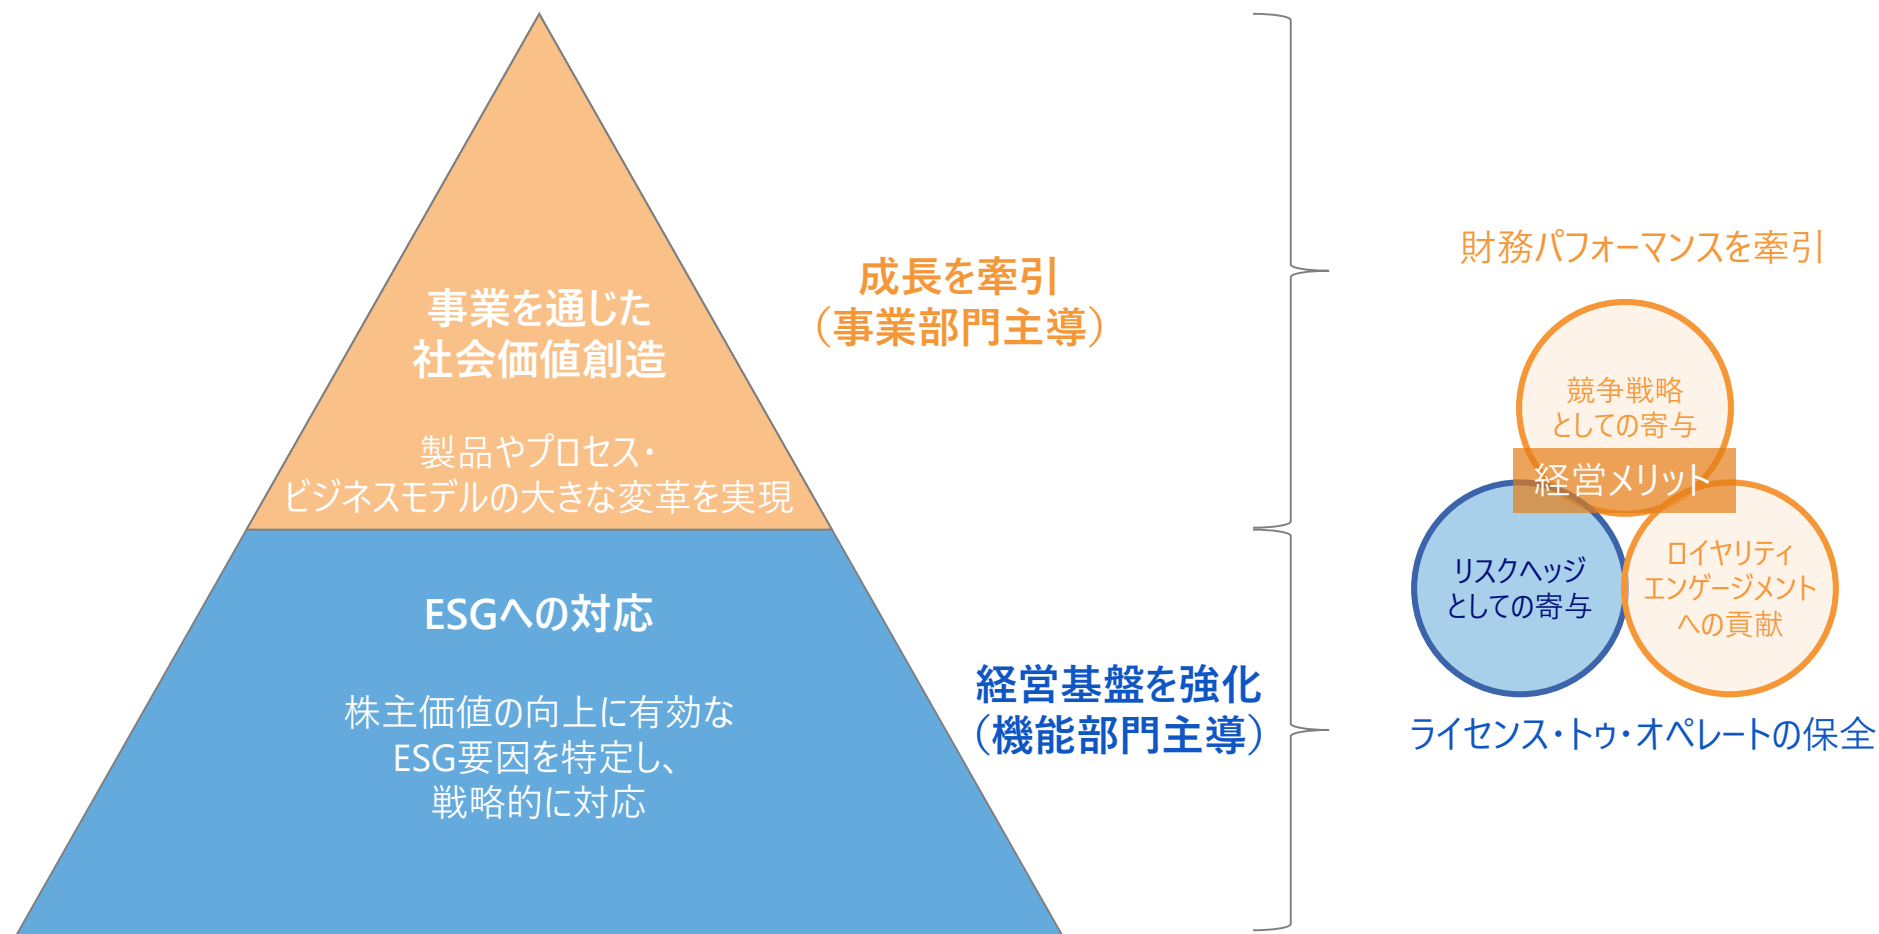 事業を通じた
社会価値創造
製品やプロセス・
ビジネスモデルの大きな変革を実現
ESGへの対応
株主価値の向上に有効な
ESG要因を特定し、
戦略的に対応
成長を牽引
（事業部門主導）
経営基盤を強化
（機能部門主導）
財務パフォーマンスを牽引
競争戦略
としての寄与
経営メリット
リスクヘッジ
としての寄与
ロイヤリティ
エンゲージメント
への貢献
ライセンス・トゥ・オペレートの保全